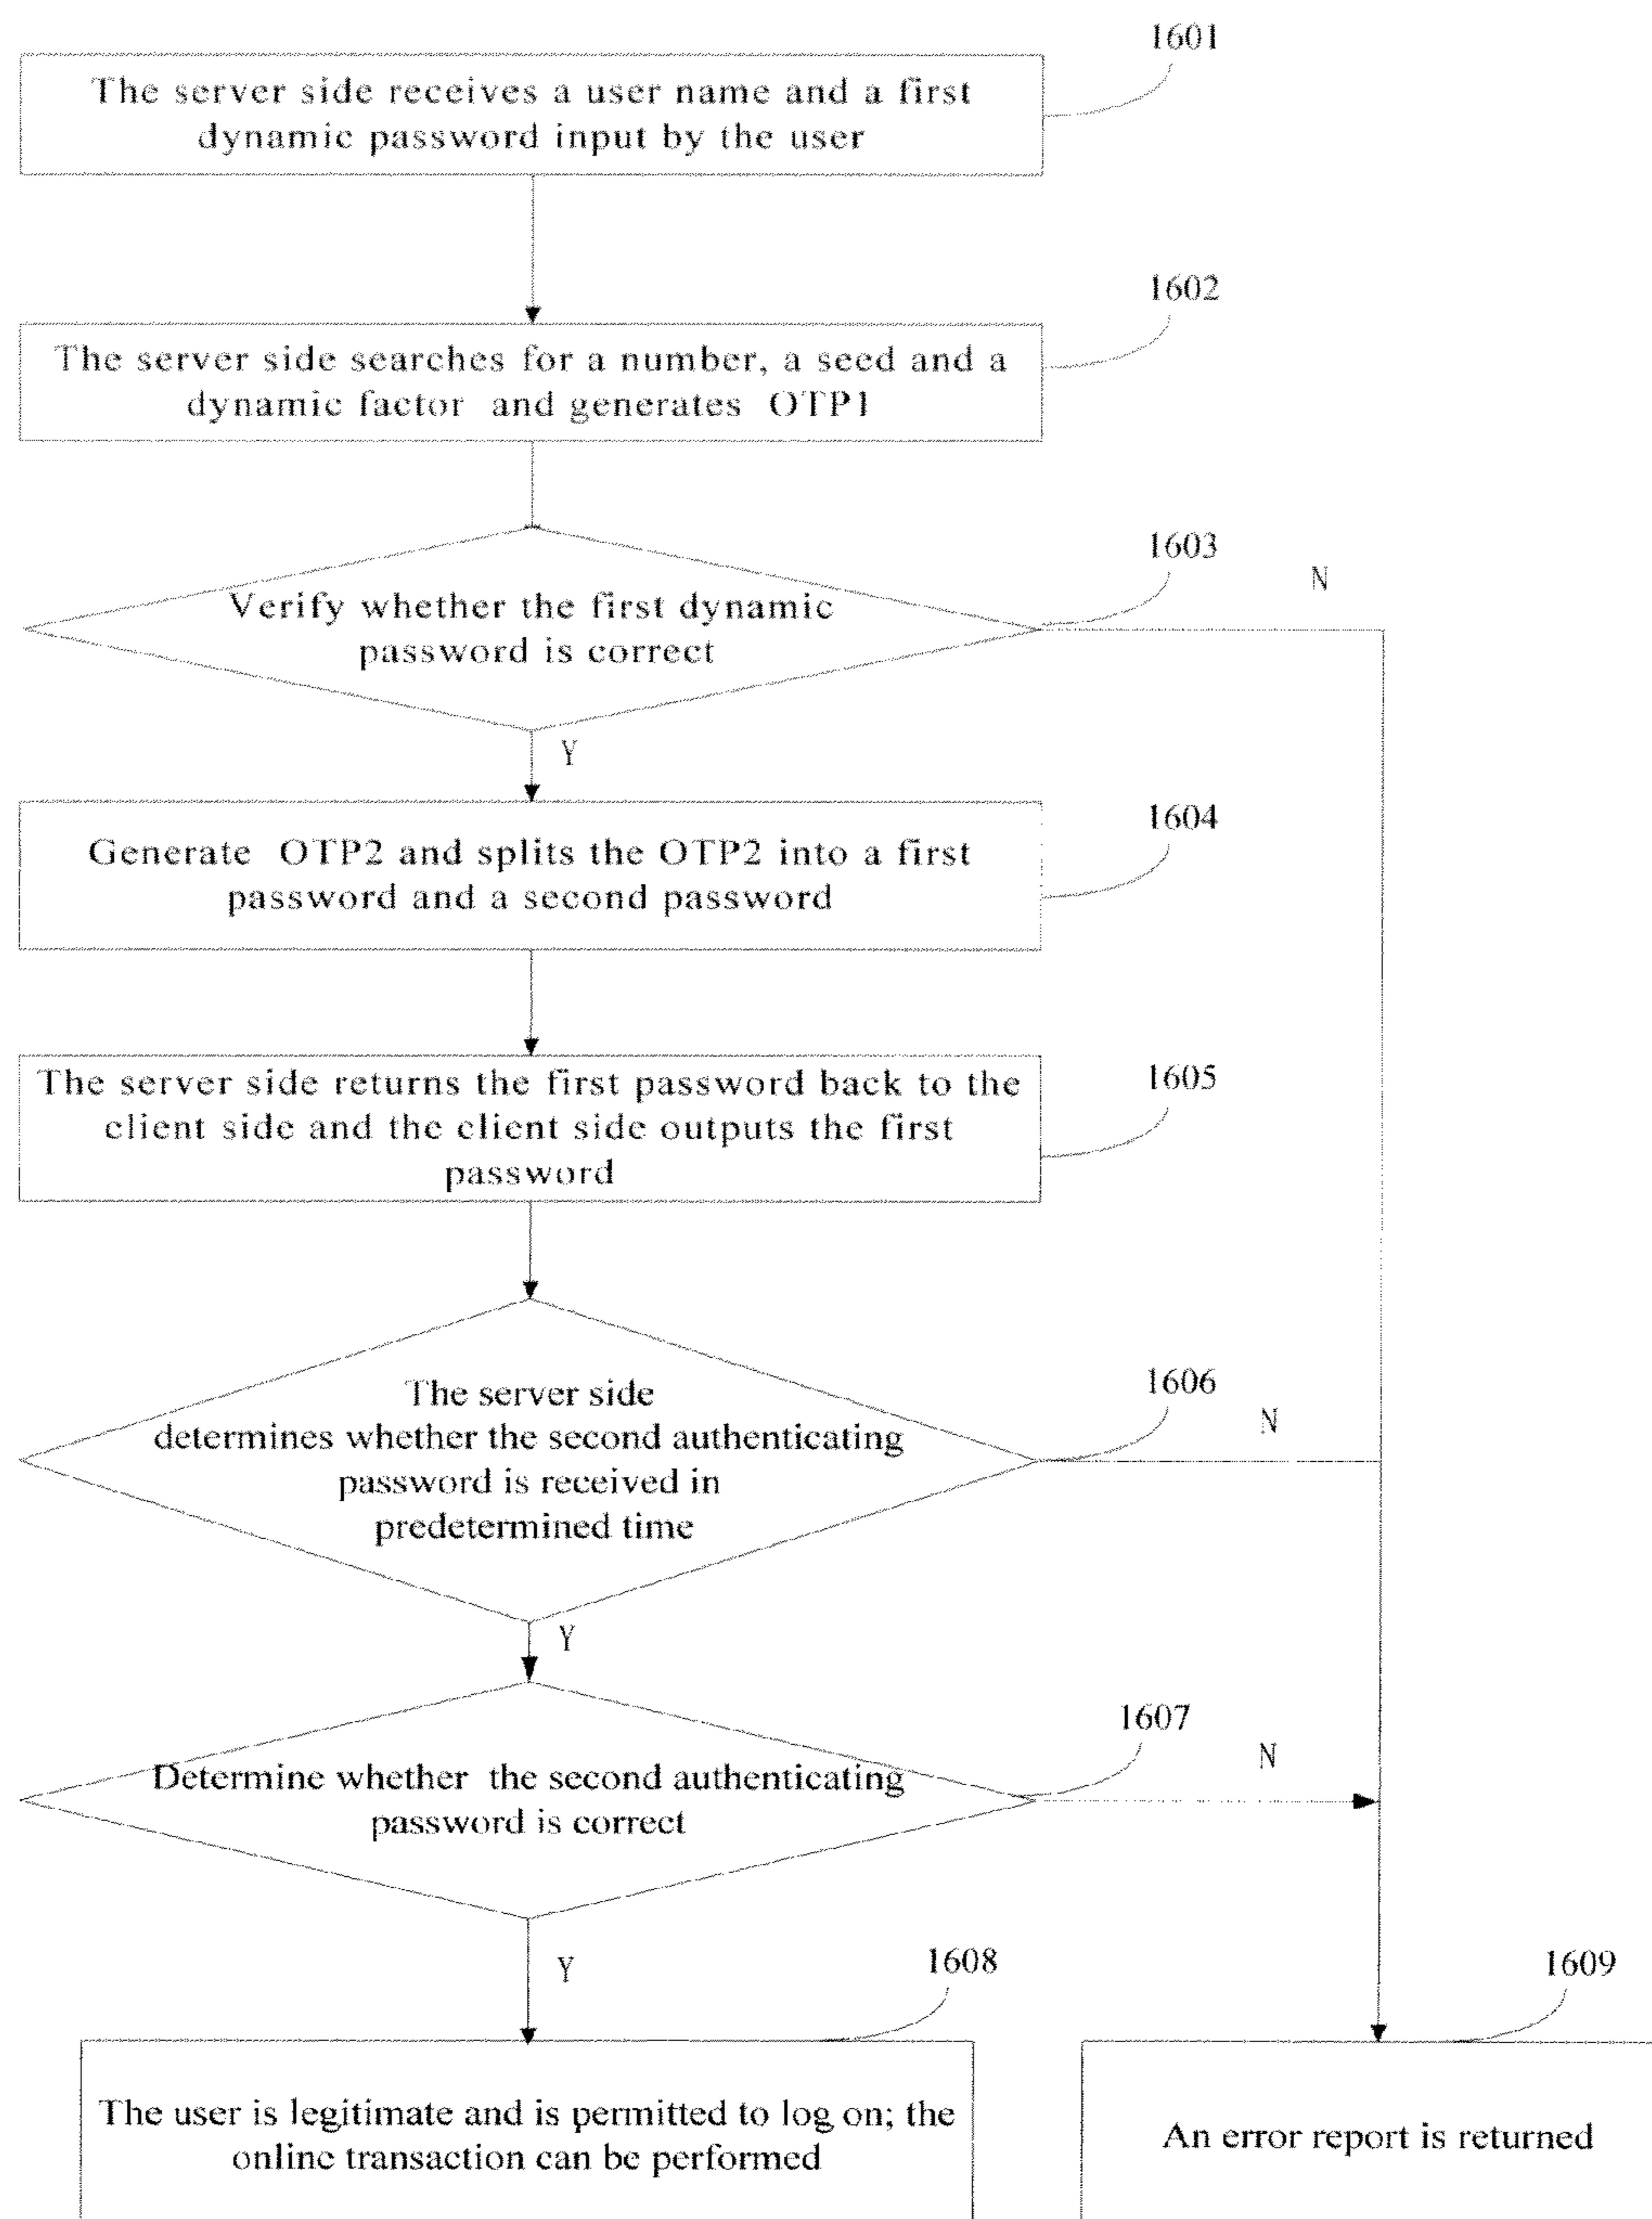 1601
The server side receives a user name and a first
dynamic password input by the user
1602
The server side searches for a number, a seed and a
dynamic factor and generates OTP1
1603
N
Verify whether the first dynamic
password is correct
Y
1604
Generate OTP2 and splits the OTP2 into a first
password and a second password
1605
The server side returns the first password back to the
client side and the client side outputs the first
password
1606
N
The server side
determines whether the second authenticating
password is received in
predetermined time
Y
1607
N
Determine whether the second authenticating
password is correct
Y
1608
1609
The user is legitimate and is permitted to log on; the
online transaction can be performed
An error report is returned